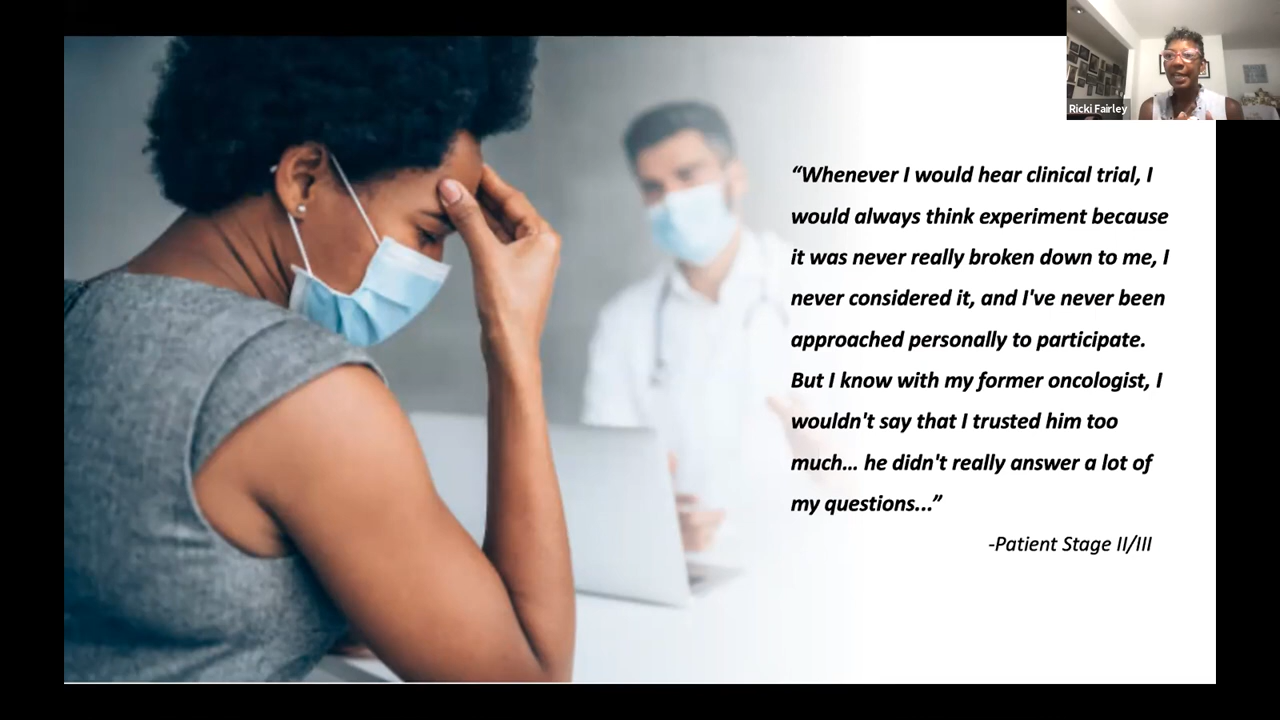 Ricki Fairley
“Whenever I would hear clinical trial, I
would always think experiment because
it was never really broken down to me, I
never considered it, and I've never been
approached personally to participate.
But I know with my former oncologist, I
wouldn't say that I trusted him too
much... he didn't really answer a lot of
my questions...”
-Patient Stage II/III